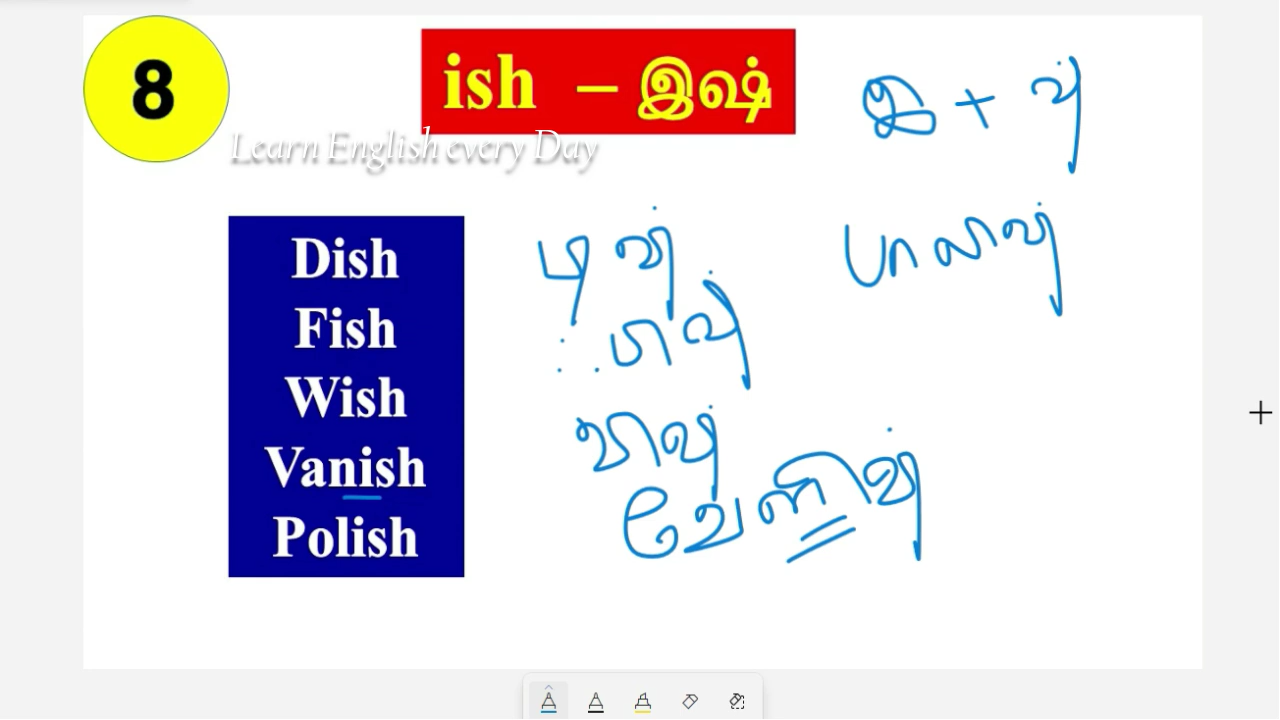 8
ish – இஷ்
இ + ஷ்
Learn English every Day
Dish டிஷ் பாலிஷ்
Fish ஃபிஷ்
Wish விஷ்
Vanish வேனிஷ்
Polish